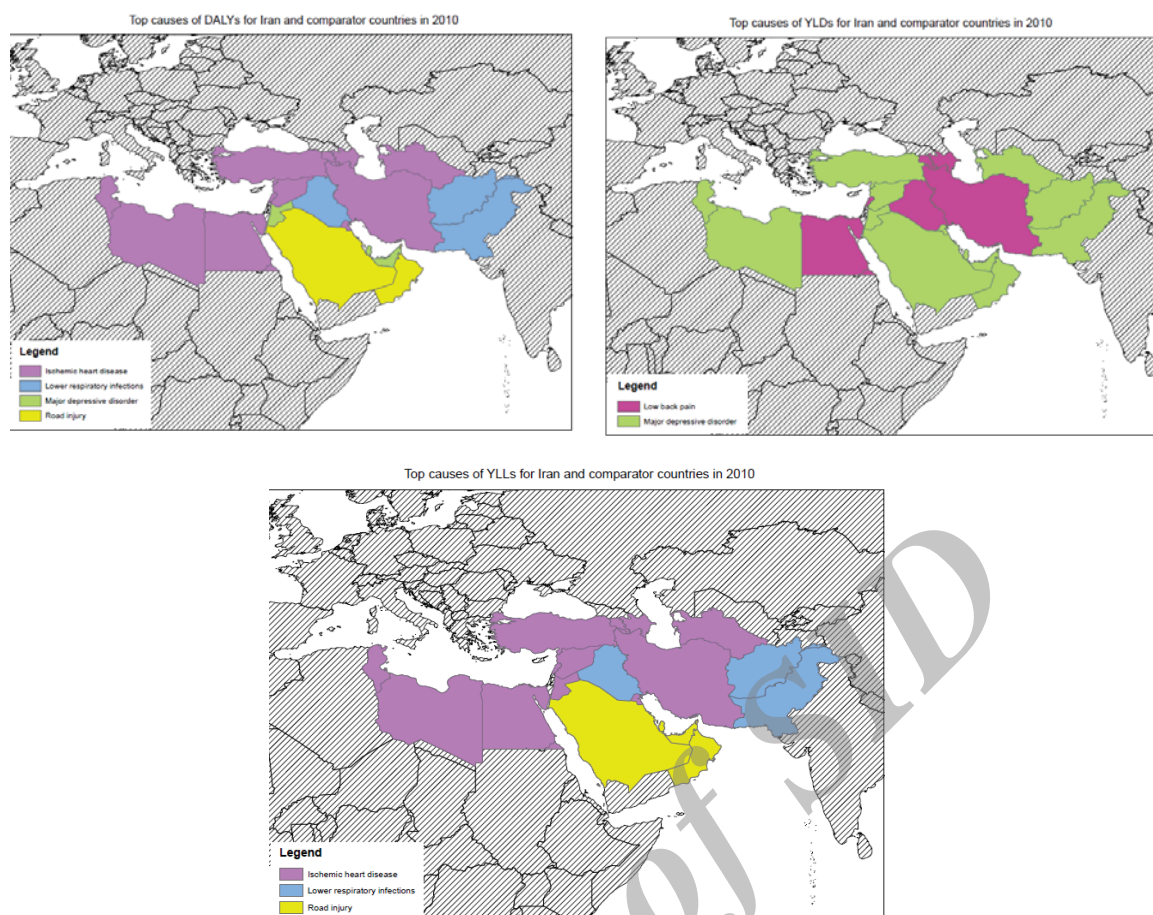 Top causes of DALYs for Iran and comparator countries in 2010
Legend
Ischemic heart disease
Lower respiratory infections
Major depressive disorder
Road injury
Top causes of YLDs for Iran and comparator countries in 2010
Legend
Low back pain
Major depressive disorder
Top causes of YLLs for Iran and comparator countries in 2010
Legend
Ischemic heart disease
Lower respiratory infections
Road injury
of SID